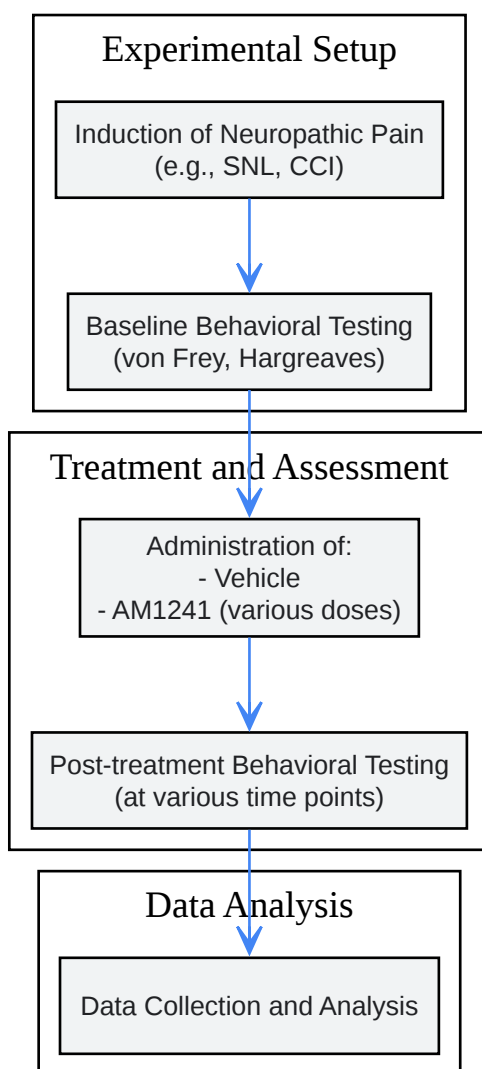 Experimental Setup
Induction of Neuropathic Pain
(e.g., SNL, CCI)
Baseline Behavioral Testing
(von Frey, Hargreaves)
Treatment and Assessment
Administration of:
- Vehicle
- AM1241 (various doses)
Post-treatment Behavioral Testing
(at various time points)
Data Analysis
Data Collection and Analysis